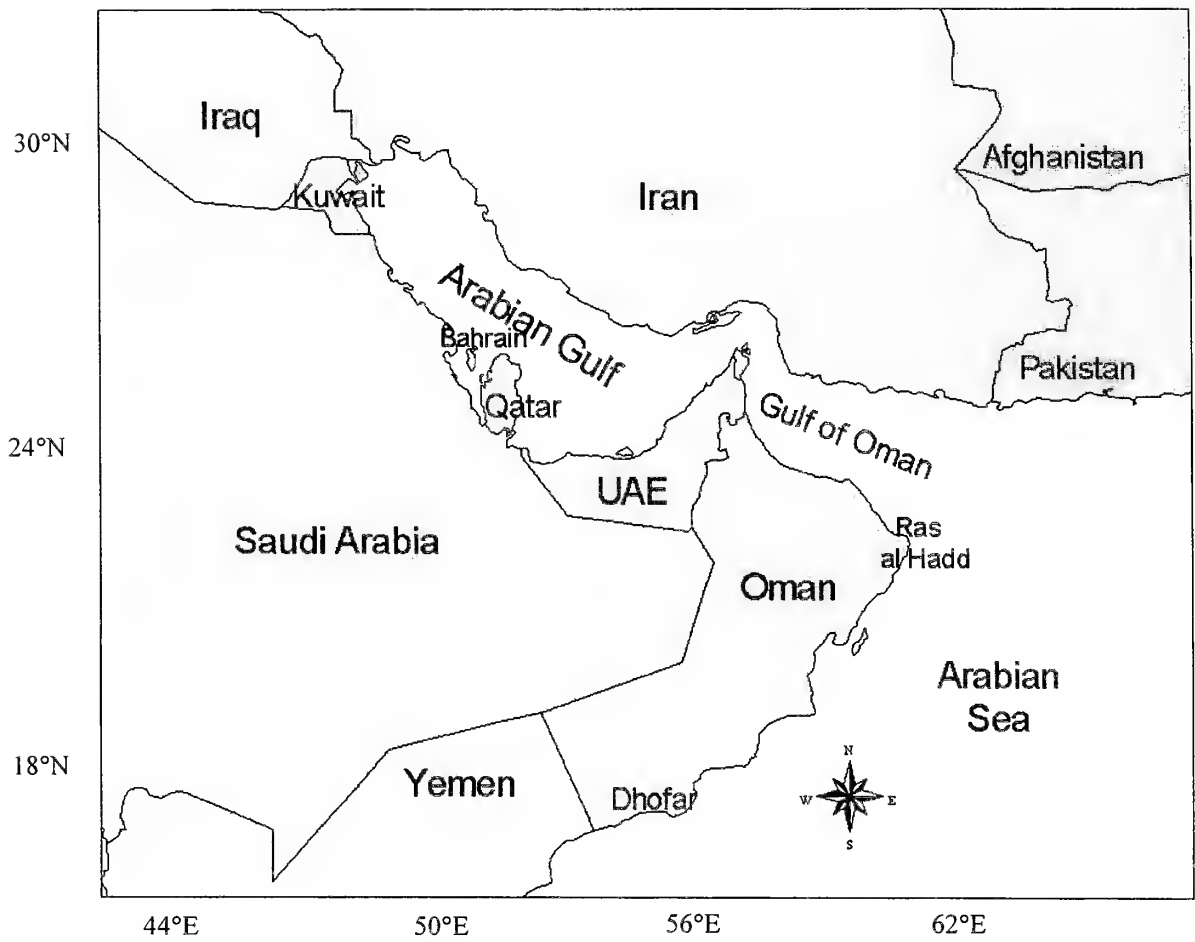 30°N
24°N
18°N
Iraq
Kuwait
Iran
Afghanistan
Pakistan
Arabian Gulf
Bahrain
Qatar
Gulf of Oman
UAE
Saudi Arabia
Ras
al Hadd
Oman
Arabian
Sea
Yemen
Dhofar
N
W
E
S
44°E
50°E
56°E
62°E